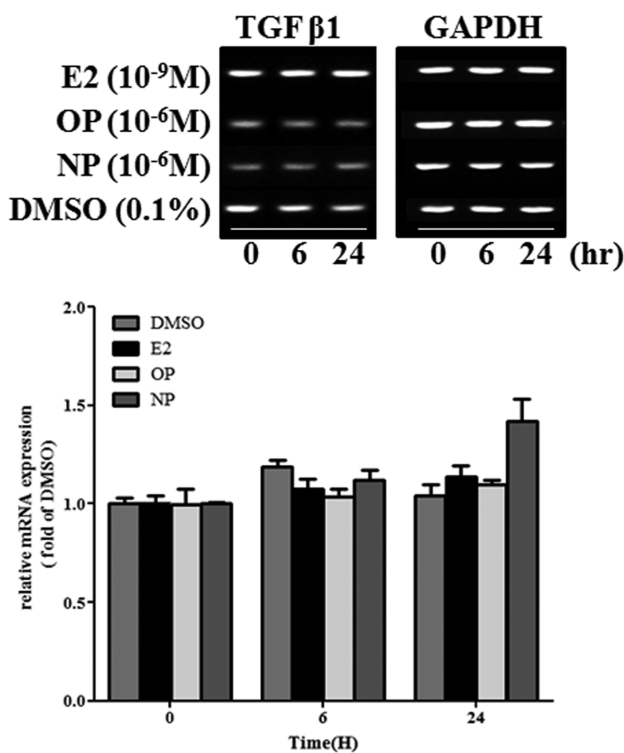 TGFβ1 GAPDH
E2 (10⁻⁹M)
OP (10⁻⁶M)
NP (10⁻⁶M)
DMSO (0.1%)
0 6 24 0 6 24 (hr)
2.0
DMSO
E2
OP
NP
1.5
1.0
0.5
0.0
relative mRNA expression
( fold of DMSO)
0 6 24
Time(H)